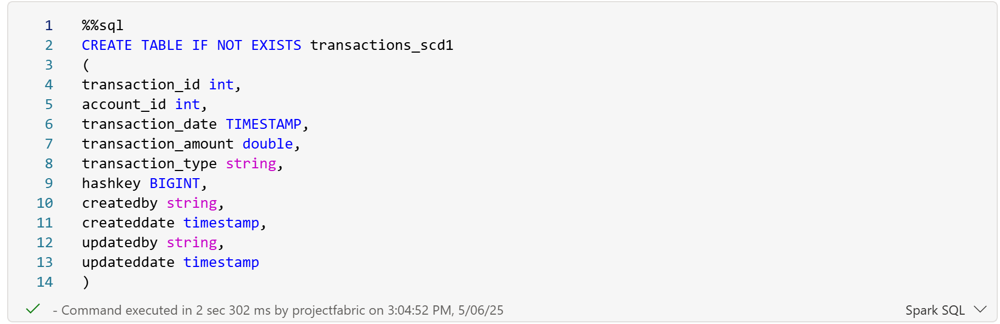 1 %%sql
2 CREATE TABLE IF NOT EXISTS transactions_scd1
3 (
4 transaction_id int,
5 account_id int,
6 transaction_date TIMESTAMP,
7 transaction_amount double,
8 transaction_type string,
9 hashkey BIGINT,
10 createdby string,
11 createddate timestamp,
12 updatedby string,
13 updateddate timestamp
14 )
- Command executed in 2 sec 302 ms by projectfabric on 3:04:52 PM, 5/06/25 Spark SQL